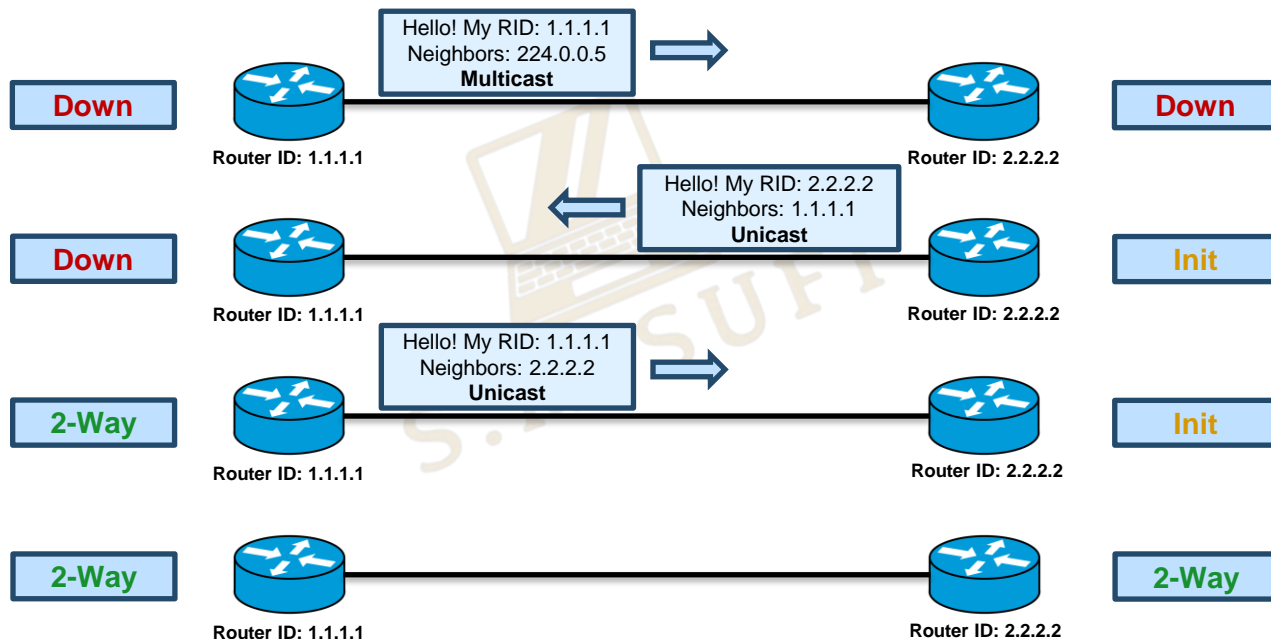 Hello! My RID: 1.1.1.1
Neighbors: 224.0.0.5
Multicast
Down
Down
Router ID: 1.1.1.1
Router ID: 2.2.2.2
Hello! My RID: 2.2.2.2
Neighbors: 1.1.1.1
Unicast
Down
Init
Router ID: 1.1.1.1
Router ID: 2.2.2.2
Hello! My RID: 1.1.1.1
Neighbors: 2.2.2.2
Unicast
2-Way
Init
Router ID: 1.1.1.1
Router ID: 2.2.2.2
2-Way
2-Way
Router ID: 1.1.1.1
Router ID: 2.2.2.2